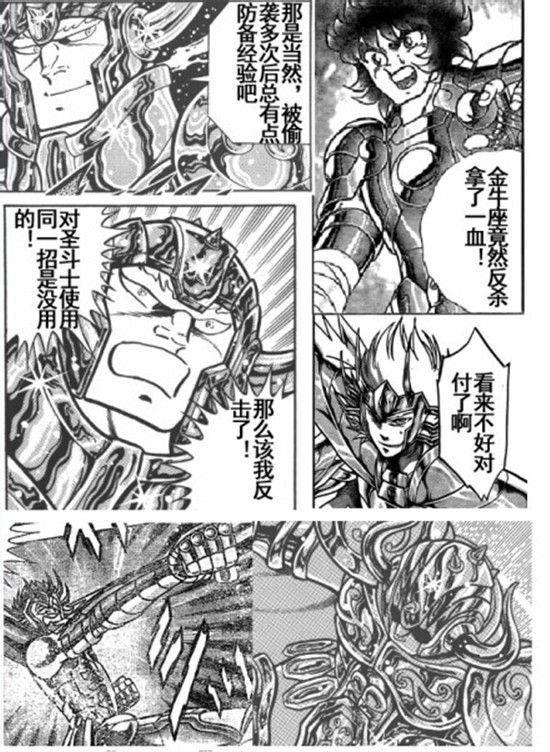 金牛座竟然反杀
拿了一血！
那是当然，被偷
袭多次后总有点
防备经验吧
看来不好对
付了啊
对圣斗士使用
同一招是没用
的！
那么该我反
击了！